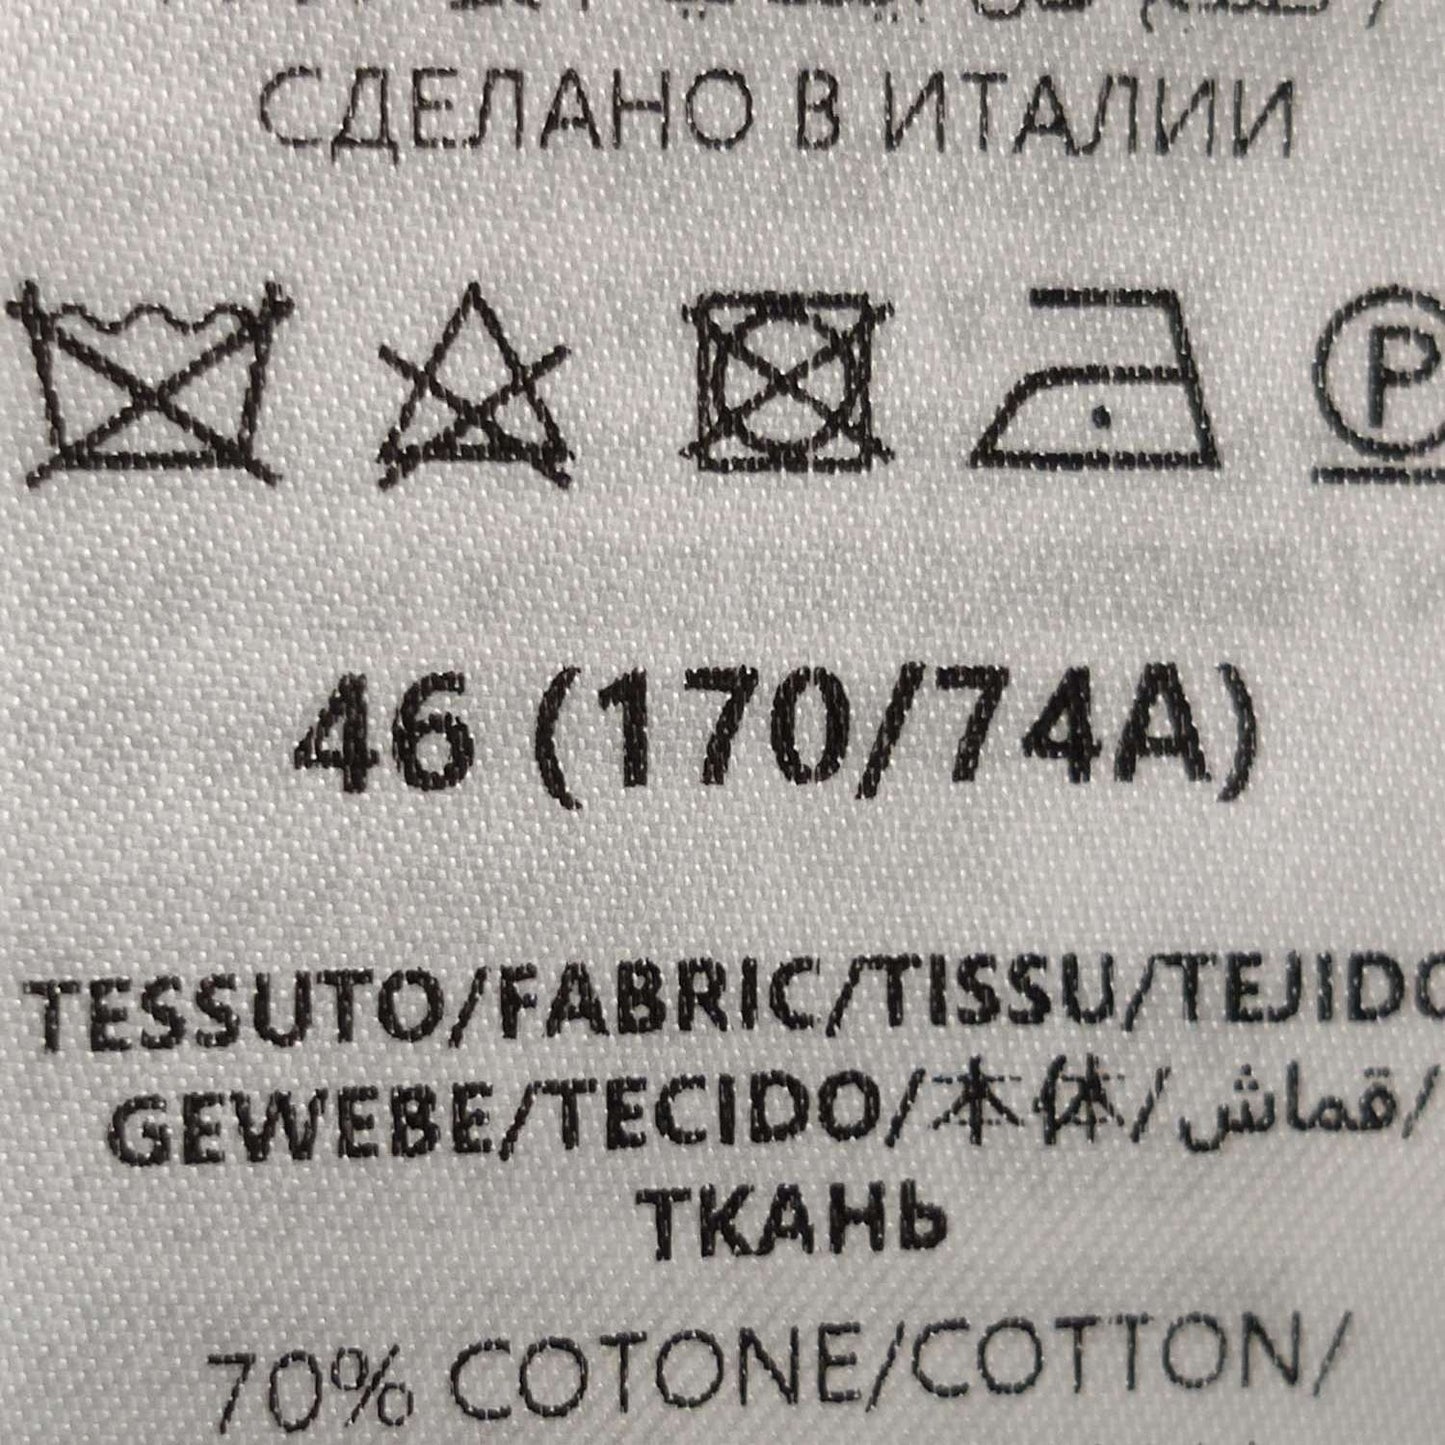 СДЕЛАНО В ИТАЛИИ
P
46 (170/74A)
TESSUTO/FABRIC/TISSU/TEJIDO
GEWEBE/TECIDO/本体/قماش/
ТКАНЬ
70% COTONE/COTTON/